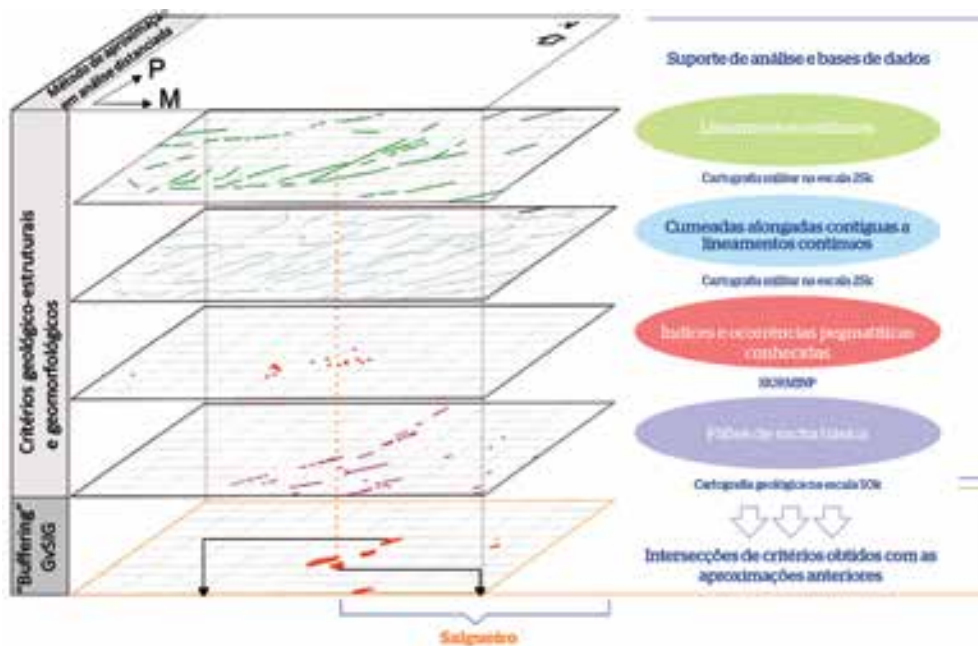 Método de aproximação
em análise distanciada
P
M
Suporte de análise e bases de dados
Lineamentos contínuos
Cartografia militar na escala 25k
Cumeadas alongadas contíguas a
lineamentos contínuos
Cartografia militar na escala 25k
Índices e ocorrências pegmatíticas
conhecidas
SIORMINP
Filões de rocha básica
Cartografia geológica na escala 50k
Critérios geológico-estruturais
e geomorfológicos
"Buffering"
GvSIG
Intersecções de critérios obtidos com as
aproximações anteriores
Salgueiro